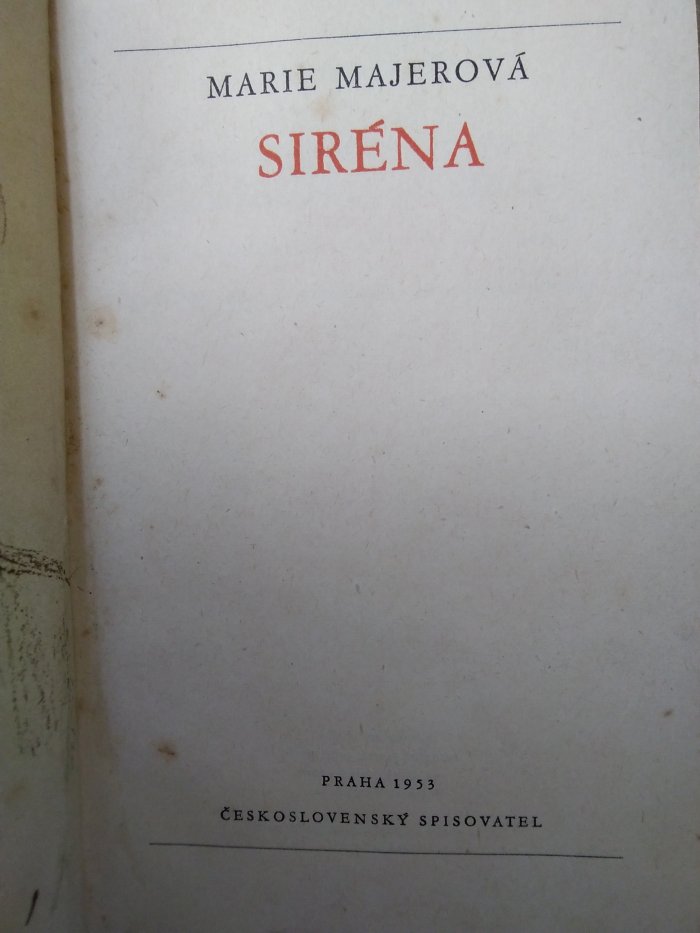 MARIE MAJEROVÁ
SIRÉNA
PRAHA 1953
ČESKOSLOVENSKÝ SPISOVATEL